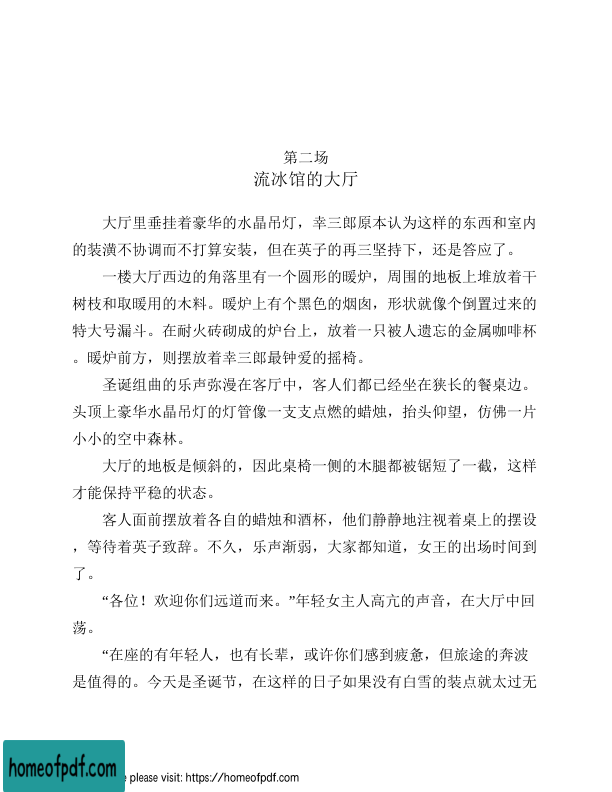 第二场
流冰馆的大厅
大厅里垂挂着豪华的水晶吊灯，幸三郎原本认为这样的东西和室内
的装潢不协调而不打算安装，但在英子的再三坚持下，还是答应了。
一楼大厅西边的角落里有一个圆形的暖炉，周围的地板上堆放着干
树枝和取暖用的木料。暖炉上有个黑色的烟囱，形状就像个倒置过来的
特大号漏斗。在耐火砖砌成的炉台上，放着一只被人遗忘的金属咖啡杯
。暖炉前方，则摆放着幸三郎最钟爱的摇椅。
圣诞组曲的乐声弥漫在客厅中，客人们都已经坐在狭长的餐桌边。
头顶上豪华水晶吊灯的灯管像一支支点燃的蜡烛，抬头仰望，仿佛一片
小小的空中森林。
大厅的地板是倾斜的，因此桌椅一侧的木腿都被锯短了一截，这样
才能保持平稳的状态。
客人面前摆放着各自的蜡烛和酒杯，他们静静地注视着桌上的摆设
，等待着英子致辞。不久，乐声渐弱，大家都知道，女王的出场时间到
了。
“各位！欢迎你们远道而来。”年轻女主人高亢的声音，在大厅中回
荡。
“在座的有年轻人，也有长辈，或许你们感到疲惫，但旅途的奔波
是值得的。今天是圣诞节，在这样的日子如果没有白雪的装点就太过无
homeofpdf.com
e please visit: https://homeofpdf.com